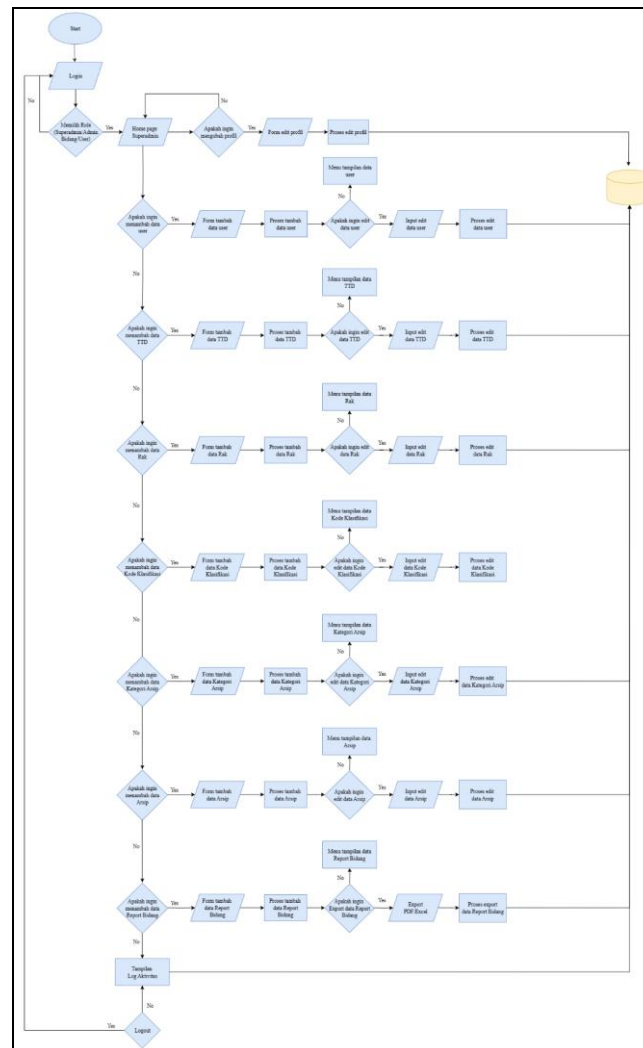 Start
Login
No
Memilih Role
(Superadmin/Admin
Bidang/User)
Yes
Home page
Superadmin
No
Apakah ingin
mengubah profil
Yes
Form edit profil
Proses edit profil
Menu tampilan data
user
No
Apakah ingin
menambah data
user
Yes
Form tambah
data user
Proses tambah
data user
Apakah ingin edit
data user
Yes
Input edit
data user
Proses edit
data user
No
Menu tampilan data
TTD
No
Apakah ingin
menambah data
TTD
Yes
Form tambah
data TTD
Proses tambah
data TTD
Apakah ingin edit
data TTD
Yes
Input edit
data TTD
Proses edit
data TTD
No
Menu tampilan data
Rak
No
Apakah ingin
menambah data
Rak
Yes
Form tambah
data Rak
Proses tambah
data Rak
Apakah ingin edit
data Rak
Yes
Input edit
data Rak
Proses edit
data Rak
No
Menu tampilan data
Kode Klasifikasi
No
Apakah ingin
menambah data
Kode Klasifikasi
Yes
Form tambah
data Kode
Klasifikasi
Proses tambah
data Kode
Klasifikasi
Apakah ingin
edit data Kode
Klasifikasi
Yes
Input edit
data Kode
Klasifikasi
Proses edit
data Kode
Klasifikasi
No
Menu tampilan data
Kategori Arsip
No
Apakah ingin
menambah data
Kategori Arsip
Yes
Form tambah
data Kategori
Arsip
Proses tambah
data Kategori
Arsip
Apakah ingin
edit data Kategori
Arsip
Yes
Input edit
data Kategori
Arsip
Proses edit
data Kategori Arsip
No
Menu tampilan data
Arsip
No
Apakah ingin
menambah data
Arsip
Yes
Form tambah
data Arsip
Proses tambah
data Arsip
Apakah ingin
edit data Arsip
Yes
Input edit
data Arsip
Proses edit
data Arsip
No
Menu tampilan data
Report Bidang
No
Apakah ingin
menambah data
Report Bidang
Yes
Form tambah
data Report
Bidang
Proses tambah
data Report
Bidang
Apakah ingin
Export data Report
Bidang
Yes
Export
PDF/Excel
Proses export
data Report Bidang
No
Tampilan
Log Aktivitas
No
Yes
Logout